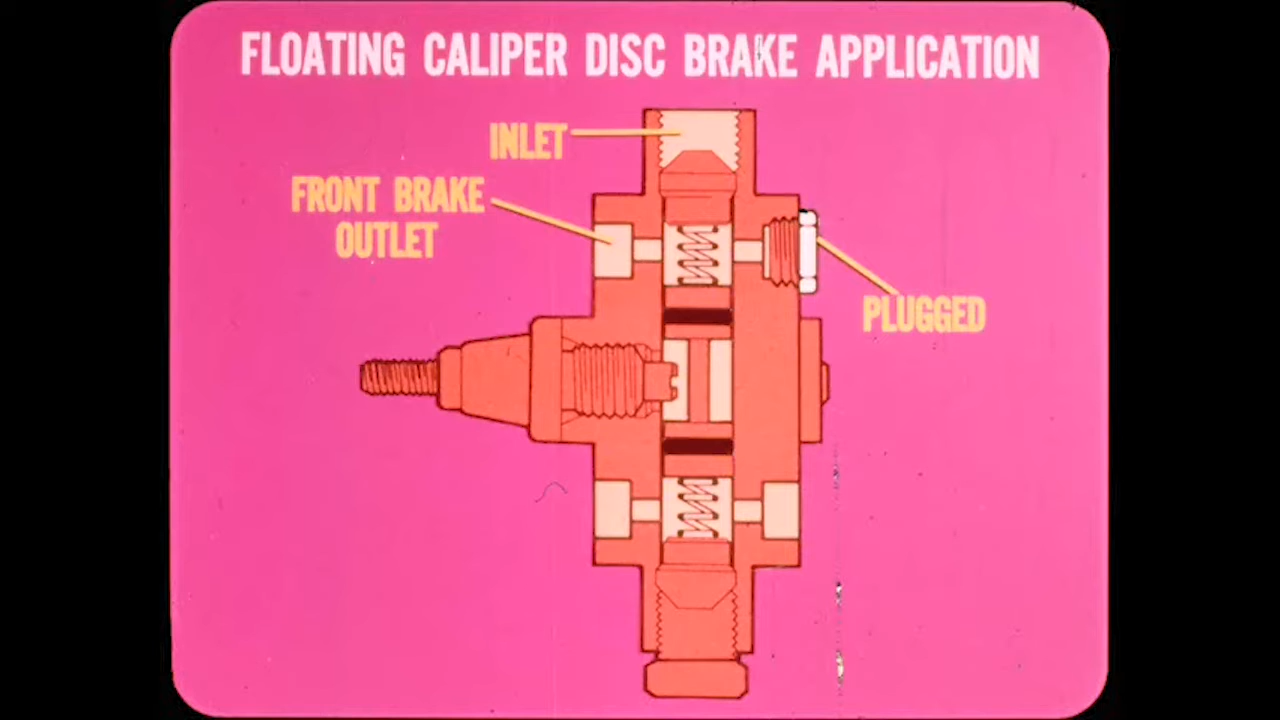 FLOATING CALIPER DISC BRAKE APPLICATION
INLET
FRONT BRAKE
OUTLET
PLUGGED